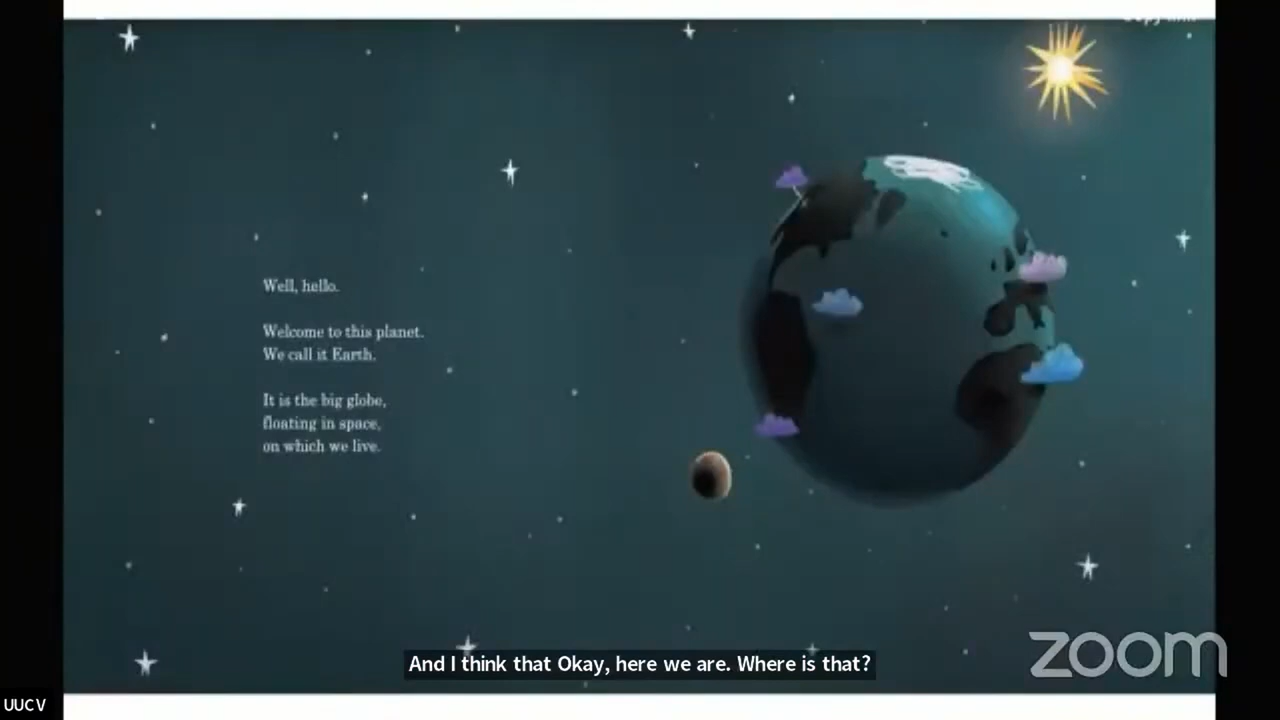 Well, hello.
Welcome to this planet.
We call it Earth.
It is the big globe,
floating in space,
on which we live.
And I think that Okay, here we are. Where is that?
zoom
UUCV